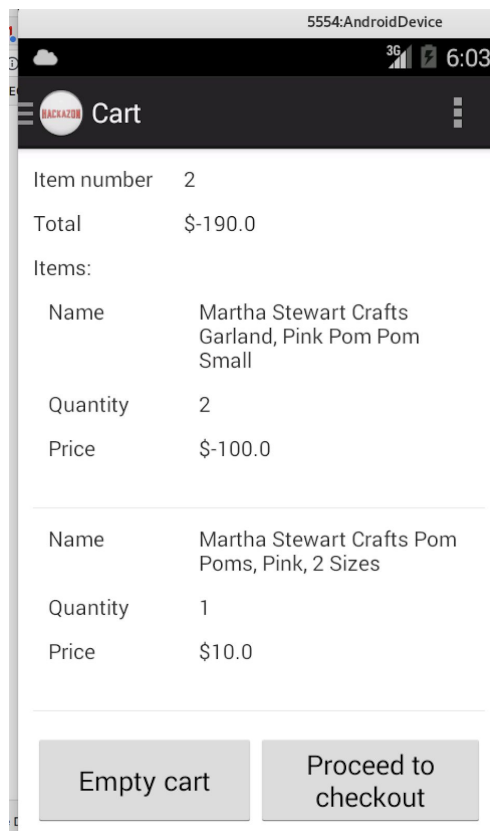 5554:AndroidDevice
3G 6:03
HACKAZON Cart
Item number 2
Total $-190.0
Items:
Name Martha Stewart Crafts
Garland, Pink Pom Pom
Small
Quantity 2
Price $-100.0
Name Martha Stewart Crafts Pom
Poms, Pink, 2 Sizes
Quantity 1
Price $10.0
Empty cart
Proceed to
checkout